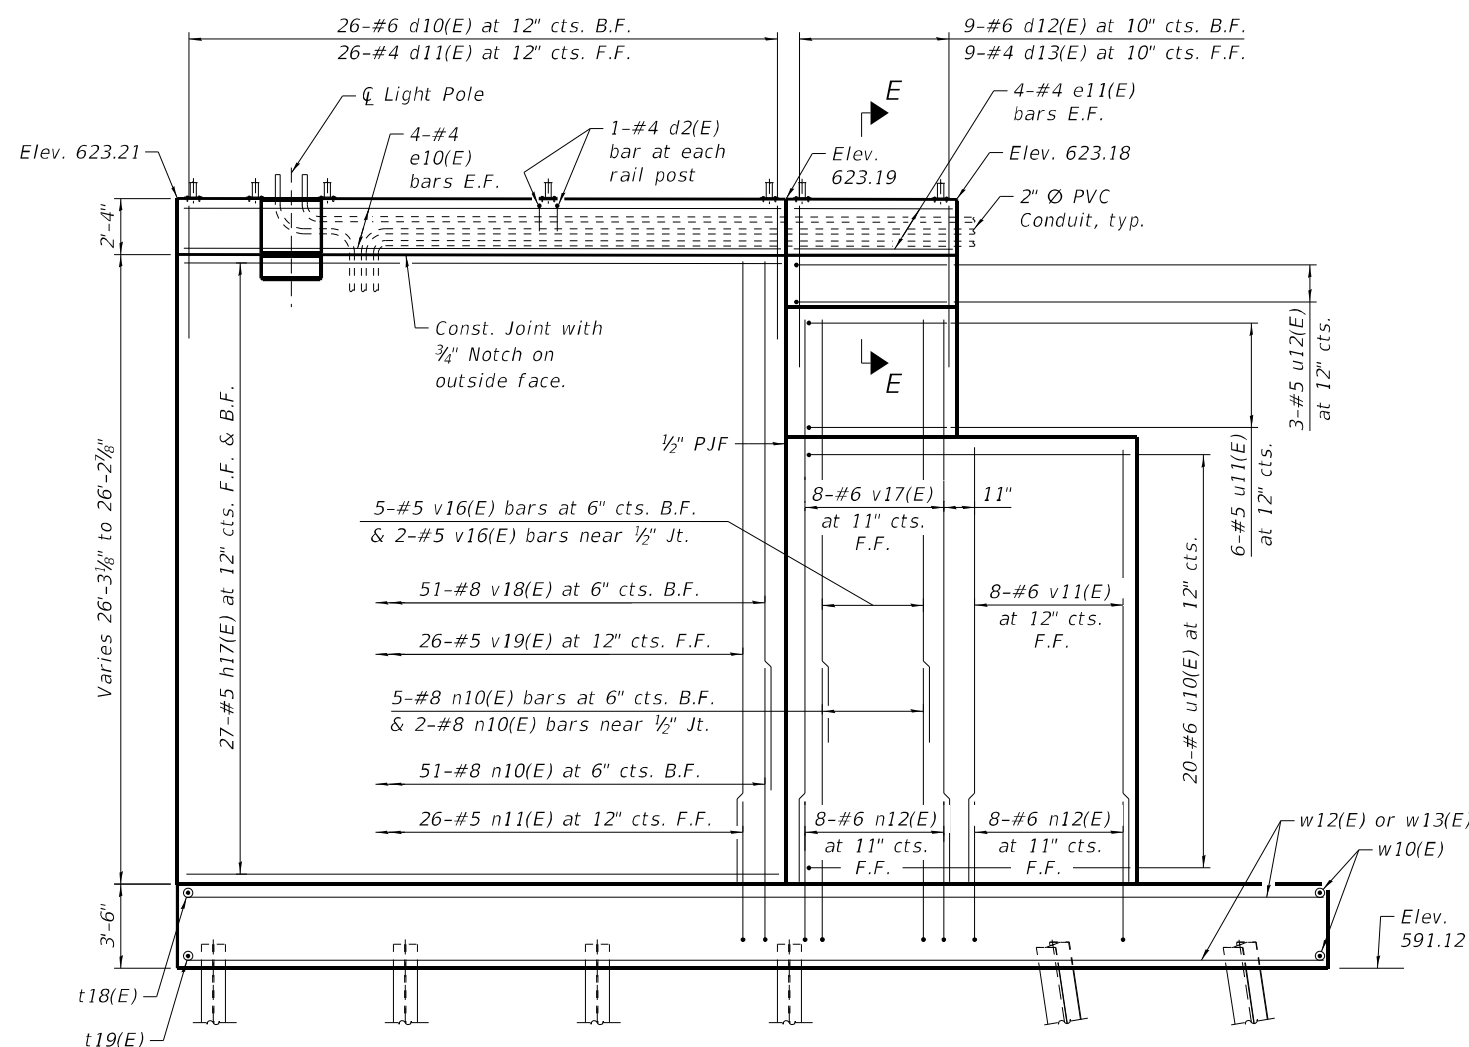 26-#6 d10(E) at 12" cts. B.F.
26-#4 d11(E) at 12" cts. F.F.
9-#6 d12(E) at 10" cts. B.F.
9-#4 d13(E) at 10" cts. F.F.
℄ Light Pole
E
4-#4 e11(E)
bars E.F.
4-#4
e10(E)
bars E.F.
1-#4 d2(E)
bar at each
rail post
Elev. 623.21
Elev.
623.19
Elev. 623.18
2" Ø PVC
Conduit, typ.
2'-4"
Const. Joint with
¾" Notch on
outside face.
E
3-#5 u12(E)
at 12" cts.
½" PJF
6-#5 u11(E)
at 12" cts.
Varies 26'-3⅛" to 26'-2⅞"
27-#5 h17(E) at 12" cts. F.F. & B.F.
5-#5 v16(E) bars at 6" cts. B.F.
& 2-#5 v16(E) bars near ½" Jt.
8-#6 v17(E)
at 11" cts.
F.F.
11"
51-#8 v18(E) at 6" cts. B.F.
8-#6 v11(E)
at 12" cts.
F.F.
26-#5 v19(E) at 12" cts. F.F.
20-#6 u10(E) at 12" cts.
5-#8 n10(E) bars at 6" cts. B.F.
& 2-#8 n10(E) bars near ½" Jt.
51-#8 n10(E) at 6" cts. B.F.
26-#5 n11(E) at 12" cts. F.F.
8-#6 n12(E)
at 11" cts.
F.F.
8-#6 n12(E)
at 11" cts.
F.F.
w12(E) or w13(E)
w10(E)
3'-6"
Elev.
591.12
t18(E)
t19(E)